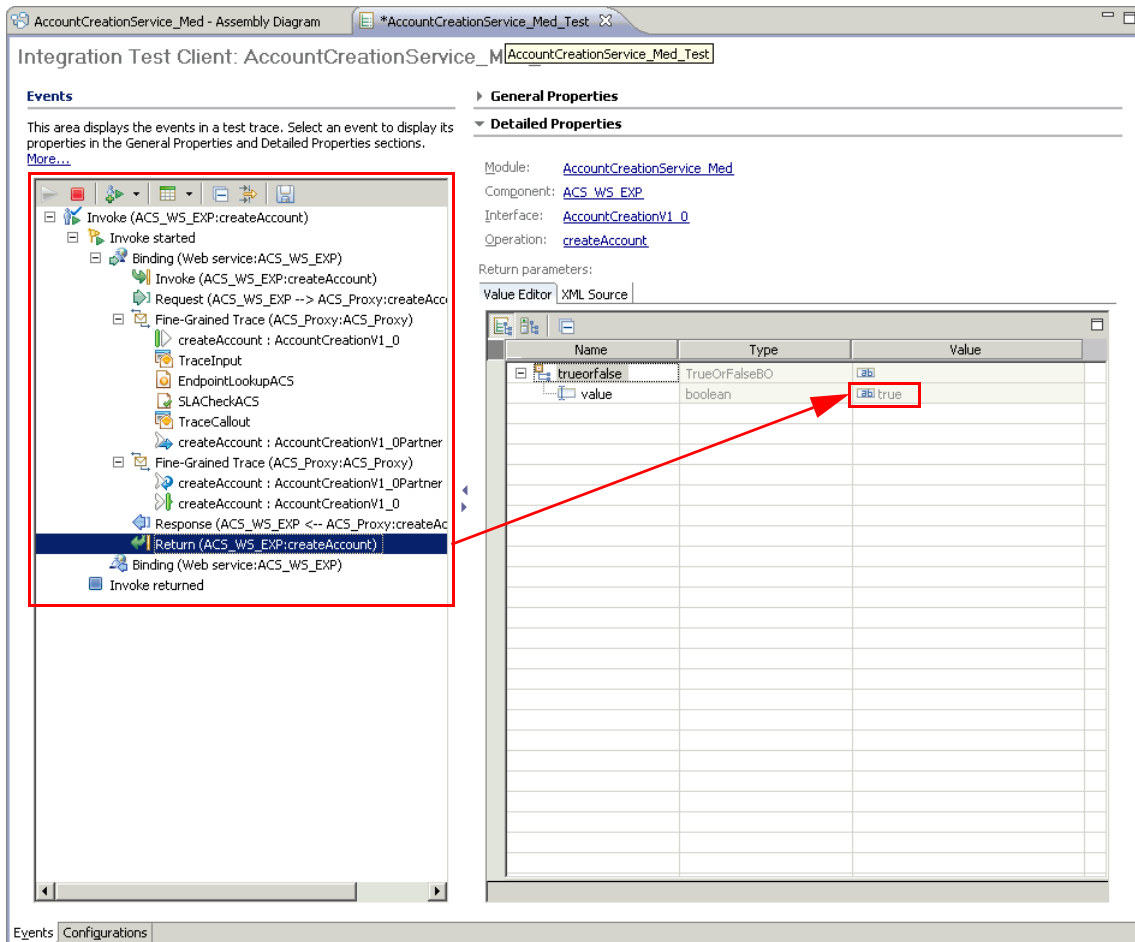 AccountCreationService_Med - Assembly Diagram
*AccountCreationService_Med_Test
Integration Test Client: AccountCreationService_M
AccountCreationService_Med_Test
Events
This area displays the events in a test trace. Select an event to display its
properties in the General Properties and Detailed Properties sections.
More...
Invoke (ACS_WS_EXP:createAccount)
Invoke started
Binding (Web service:ACS_WS_EXP)
Invoke (ACS_WS_EXP:createAccount)
Request (ACS_WS_EXP --> ACS_Proxy:createAcco
Fine-Grained Trace (ACS_Proxy:ACS_Proxy)
createAccount : AccountCreationV1_0
TraceInput
EndpointLookupACS
SLACheckACS
TraceCallout
createAccount : AccountCreationV1_0Partner
Fine-Grained Trace (ACS_Proxy:ACS_Proxy)
createAccount : AccountCreationV1_0Partner
createAccount : AccountCreationV1_0
Response (ACS_WS_EXP <-- ACS_Proxy:createAc
Return (ACS_WS_EXP:createAccount)
Binding (Web service:ACS_WS_EXP)
Invoke returned
General Properties
Detailed Properties
Module: AccountCreationService_Med
Component: ACS_WS_EXP
Interface: AccountCreationV1_0
Operation: createAccount
Return parameters:
Value Editor XML Source
Name Type Value
trueorfalse TrueOrFalseBO ab
value boolean ab true
Events Configurations